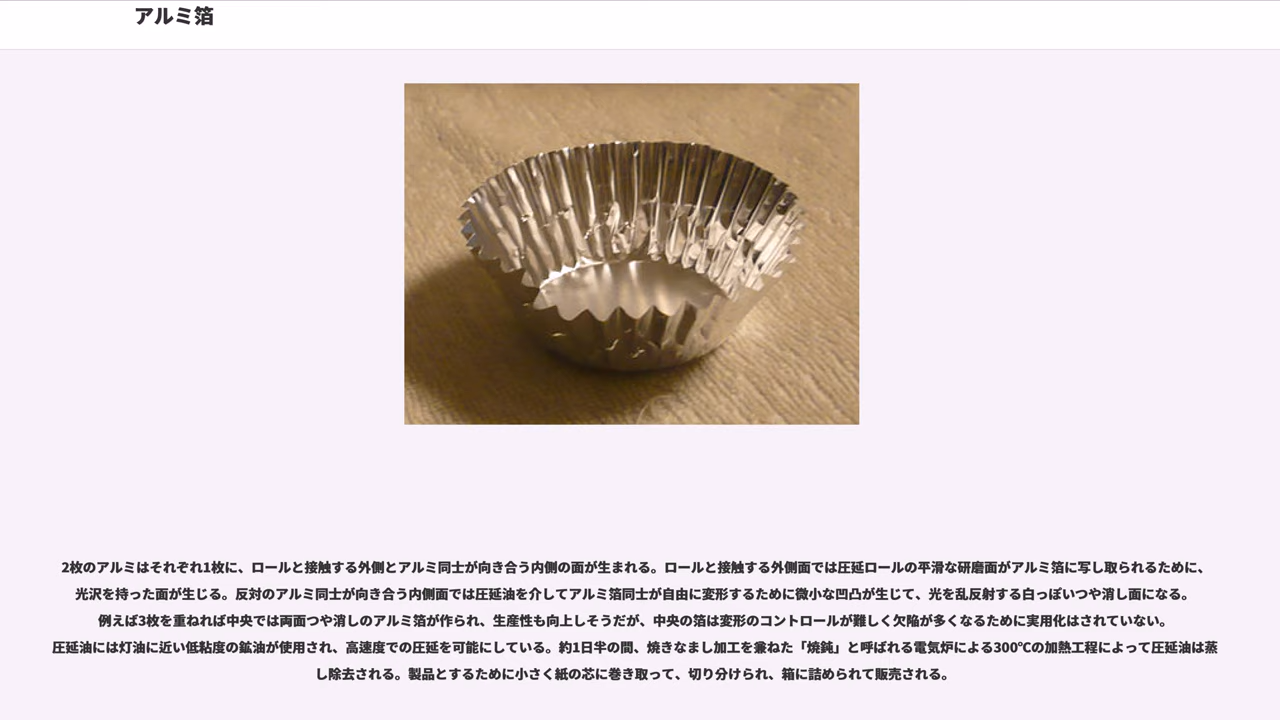 アルミ箔
2枚のアルミはそれぞれ1枚に、ロールと接触する外側とアルミ同士が向き合う内側の面が生まれる。ロールと接触する外側面では圧延ロールの平滑な研磨面がアルミ箔に写し取られるために、
光沢を持った面が生じる。反対のアルミ同士が向き合う内側面では圧延油を介してアルミ箔同士が自由に変形するために微小な凹凸が生じて、光を乱反射する白っぽいつや消し面になる。
例えば3枚を重ねれば中央では両面つや消しのアルミ箔が作られ、生産性も向上しそうだが、中央の箔は変形のコントロールが難しく欠陥が多くなるために実用化はされていない。
圧延油には灯油に近い低粘度の鉱油が使用され、高速度での圧延を可能にしている。約1日半の間、焼きなまし加工を兼ねた「焼鈍」と呼ばれる電気炉による300℃の加熱工程によって圧延油は蒸
し除去される。製品とするために小さく紙の芯に巻き取って、切り分けられ、箱に詰められて販売される。